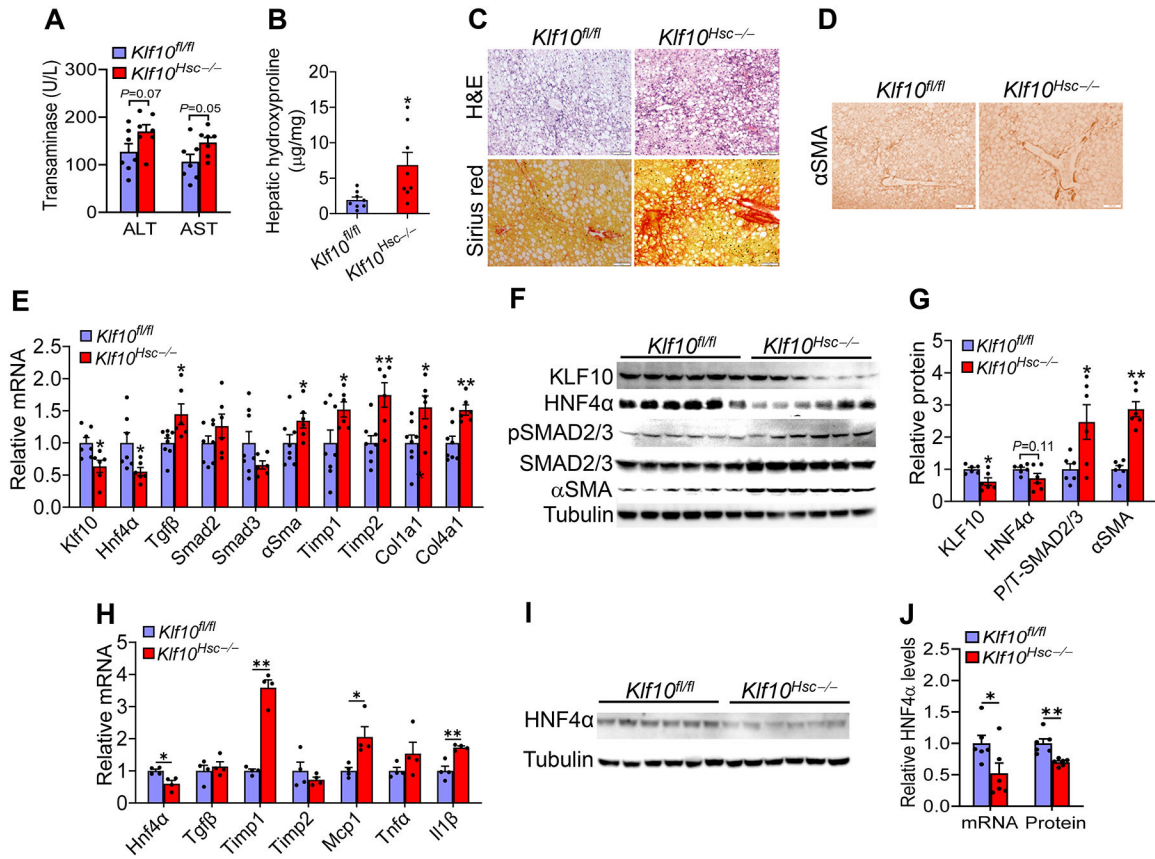 A
Klf10fl/fl
Klf10Hsc−/−
Transaminase (U/L)
300
200
100
0
P=0.07
P=0.05
ALT
AST
B
Hepatic hydroxyproline
(µg/mg)
20
15
10
5
0
*
Klf10fl/fl
Klf10Hsc−/−
C
Klf10fl/fl
Klf10Hsc−/−
H&E
Sirius red
D
Klf10fl/fl
Klf10Hsc−/−
αSMA
E
Relative mRNA
Klf10fl/fl
Klf10Hsc−/−
2.5
2.0
1.5
1.0
0.5
0.0
* * * * * ** * * **
Klf10
Hnf4α
Tgfβ
Smad2
Smad3
αSma
Timp1
Timp2
Col1a1
Col4a1
F
Klf10fl/fl
Klf10Hsc−/−
KLF10
HNF4α
pSMAD2/3
SMAD2/3
αSMA
Tubulin
G
Klf10fl/fl
Klf10Hsc−/−
Relative protein
5
4
3
2
1
0
*
P=0.11
*
**
KLF10
HNF4α
P/T-SMAD2/3
αSMA
H
Klf10fl/fl
Klf10Hsc−/−
Relative mRNA
5
4
3
2
1
0
*
**
*
**
Hnf4α
Tgfβ
Timp1
Timp2
Mcp1
Tnfα
Il1β
I
Klf10fl/fl
Klf10Hsc−/−
HNF4α
Tubulin
J
Klf10fl/fl
Klf10Hsc−/−
Relative HNF4α levels
2.5
2.0
1.5
1.0
0.5
0.0
*
**
mRNA
Protein